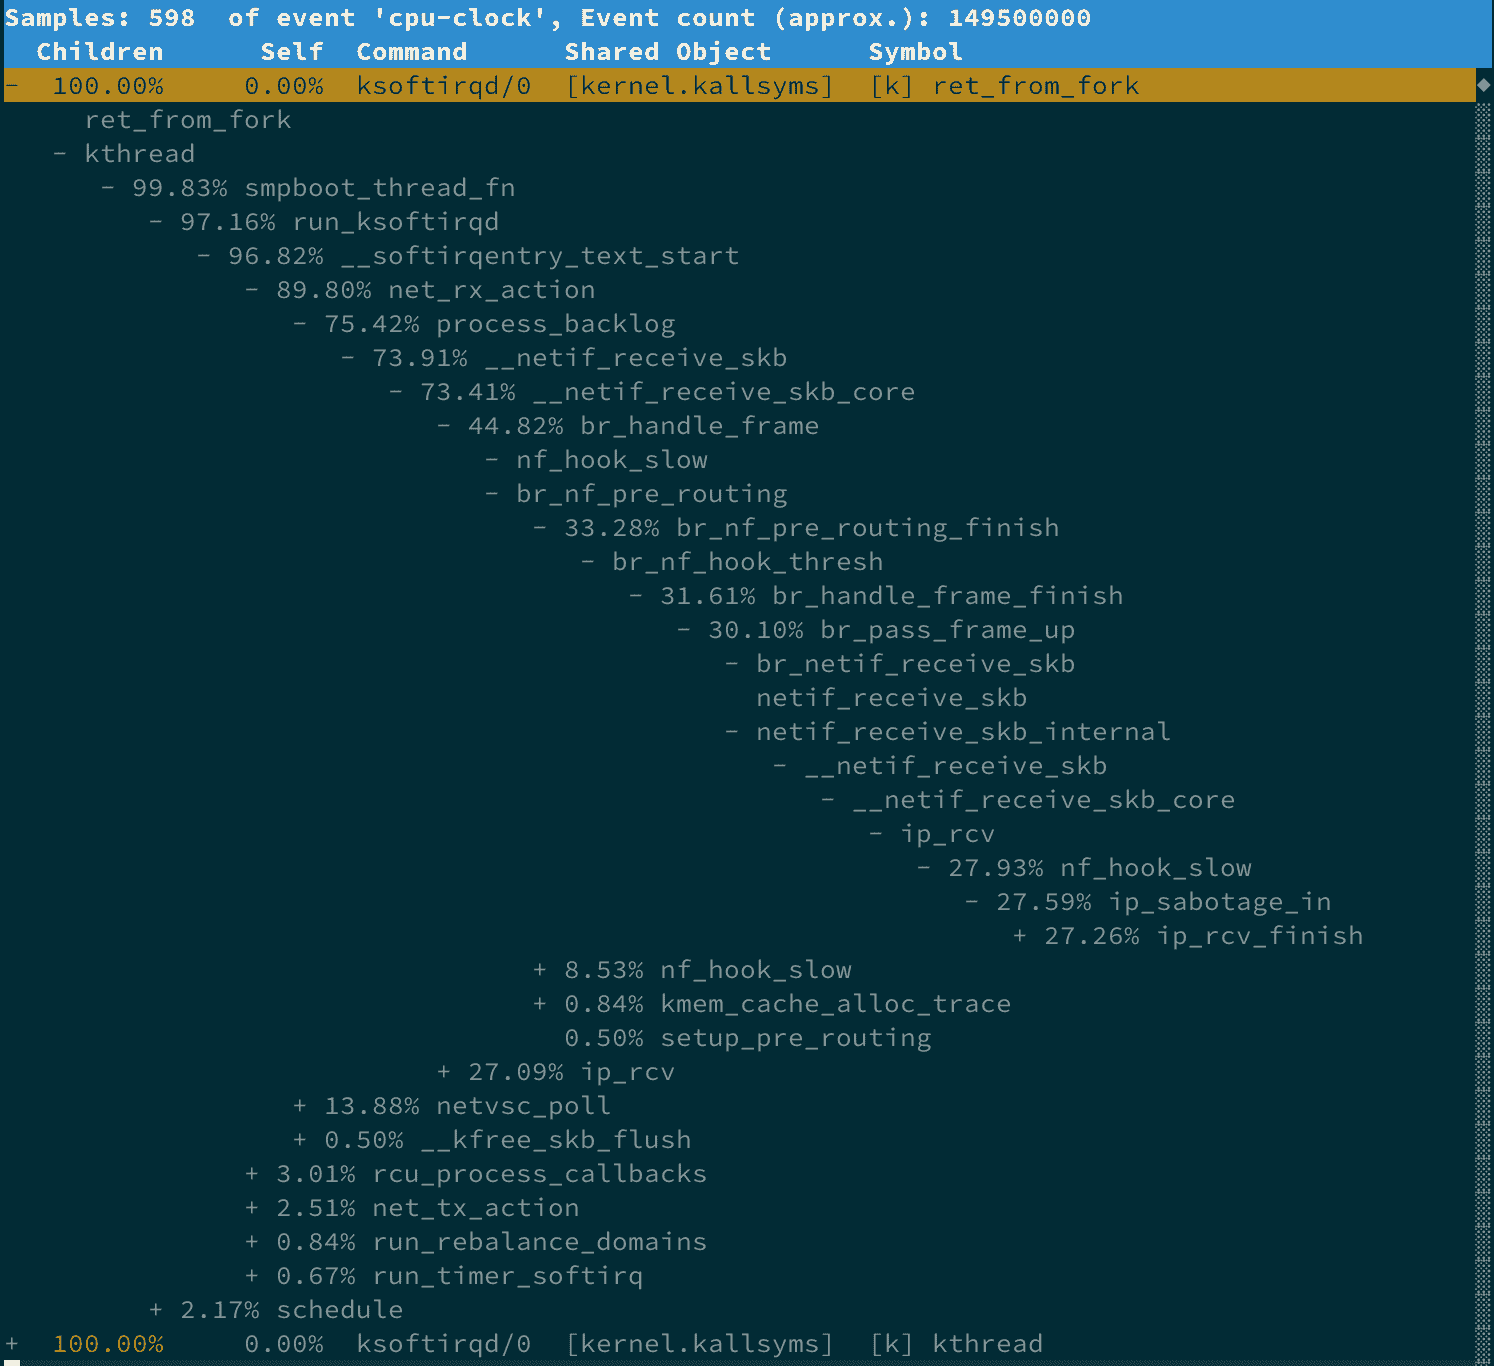 Samples: 598  of event 'cpu-clock', Event count (approx.): 149500000
  Children      Self  Command      Shared Object      Symbol
-  100.00%     0.00%  ksoftirqd/0  [kernel.kallsyms]  [k] ret_from_fork
     ret_from_fork
   - kthread
      - 99.83% smpboot_thread_fn
         - 97.16% run_ksoftirqd
            - 96.82% __softirqentry_text_start
               - 89.80% net_rx_action
                  - 75.42% process_backlog
                     - 73.91% __netif_receive_skb
                        - 73.41% __netif_receive_skb_core
                           - 44.82% br_handle_frame
                              - nf_hook_slow
                              - br_nf_pre_routing
                                 - 33.28% br_nf_pre_routing_finish
                                    - br_nf_hook_thresh
                                       - 31.61% br_handle_frame_finish
                                          - 30.10% br_pass_frame_up
                                             - br_netif_receive_skb
                                               netif_receive_skb
                                             - netif_receive_skb_internal
                                                - __netif_receive_skb
                                                   - __netif_receive_skb_core
                                                      - ip_rcv
                                                         - 27.93% nf_hook_slow
                                                            - 27.59% ip_sabotage_in
                                                               + 27.26% ip_rcv_finish
                                 + 8.53% nf_hook_slow
                                 + 0.84% kmem_cache_alloc_trace
                                   0.50% setup_pre_routing
                           + 27.09% ip_rcv
                  + 13.88% netvsc_poll
                  + 0.50% __kfree_skb_flush
               + 3.01% rcu_process_callbacks
               + 2.51% net_tx_action
               + 0.84% run_rebalance_domains
               + 0.67% run_timer_softirq
         + 2.17% schedule
+  100.00%     0.00%  ksoftirqd/0  [kernel.kallsyms]  [k] kthread